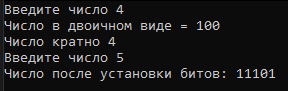 Введите число 4
Число в двоичном виде = 100
Число кратно 4
Введите число 5
Число после установки битов: 11101